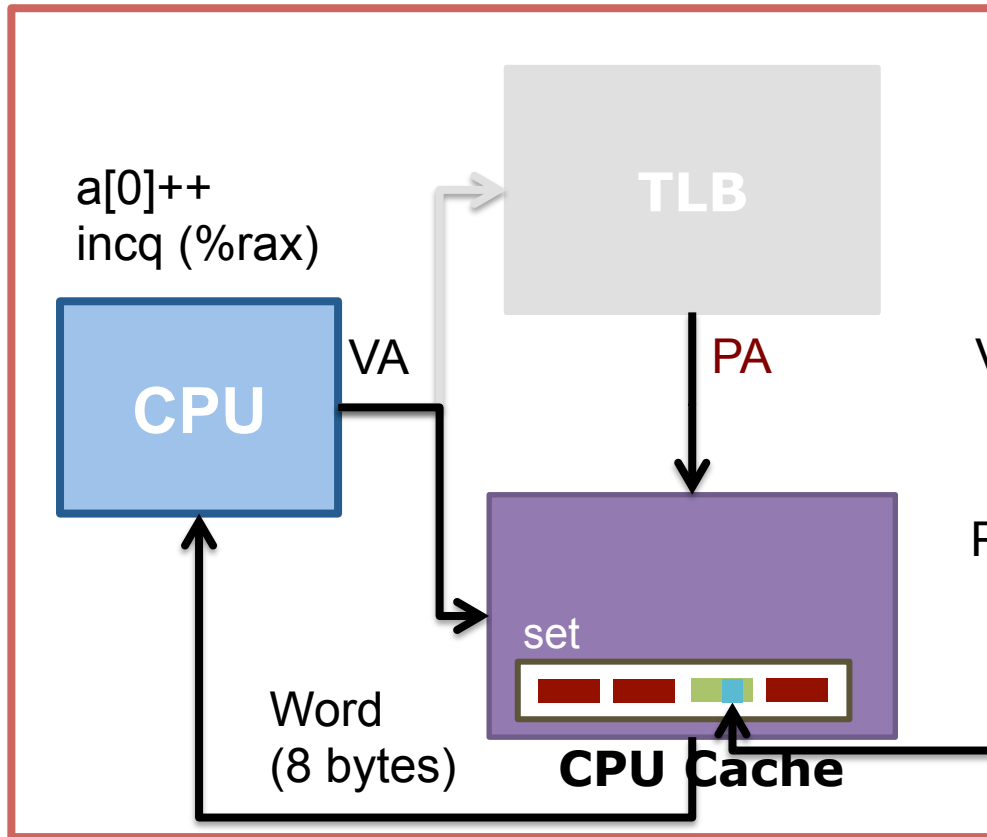 TLB
a[0]++
incq (%rax)
VA
PA
V
CPU
P
set
Word
(8 bytes)
CPU Cache